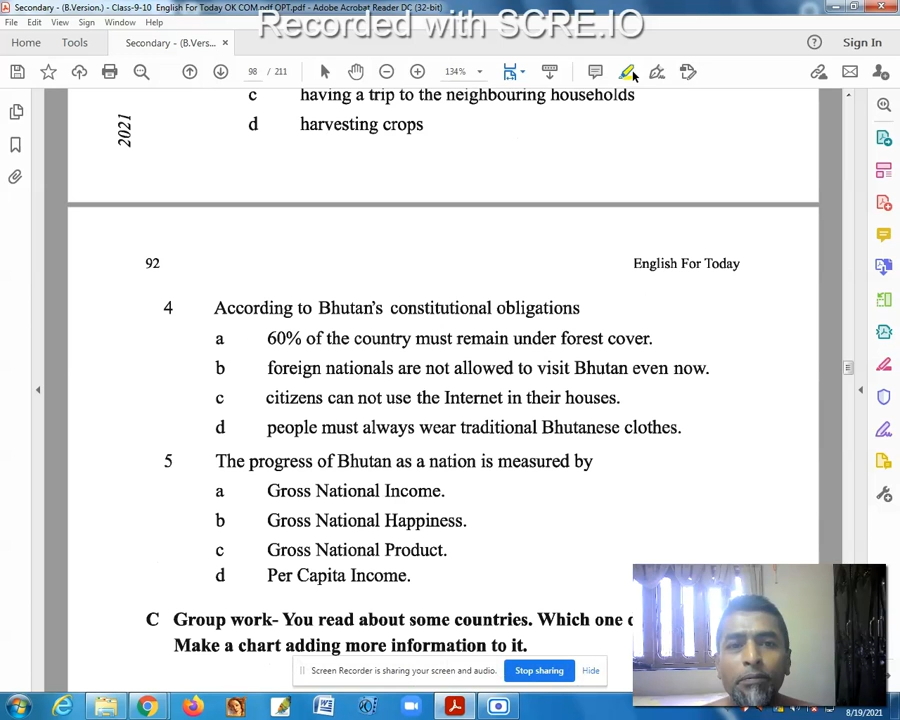 Secondary - (B.Version.) - Class-9-10 English For Today OK COM.pdf OPT.pdf - Adobe Acrobat Reader DC (32-bit)
Recorded with SCRE.IO
File Edit View Sign Window Help
Home Tools Secondary - (B.Vers... × Sign In
98 / 211 134%
c having a trip to the neighbouring households
d harvesting crops
2021
92 English For Today
4 According to Bhutan's constitutional obligations
a 60% of the country must remain under forest cover.
b foreign nationals are not allowed to visit Bhutan even now.
c citizens can not use the Internet in their houses.
d people must always wear traditional Bhutanese clothes.
5 The progress of Bhutan as a nation is measured by
a Gross National Income.
b Gross National Happiness.
c Gross National Product.
d Per Capita Income.
C Group work- You read about some countries. Which one
Make a chart adding more information to it.
Screen Recorder is sharing your screen and audio. Stop sharing Hide
8/19/2021